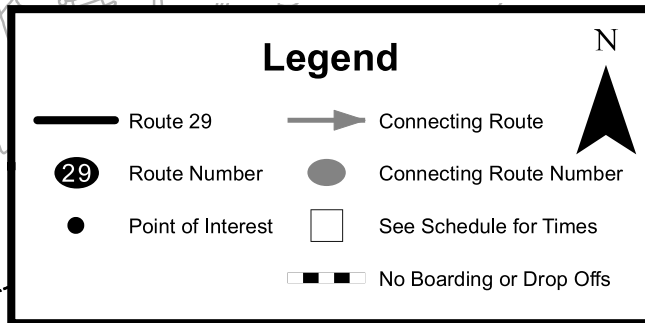 Legend
N
Route 29
Connecting Route
29 Route Number
Connecting Route Number
Point of Interest
See Schedule for Times
No Boarding or Drop Offs